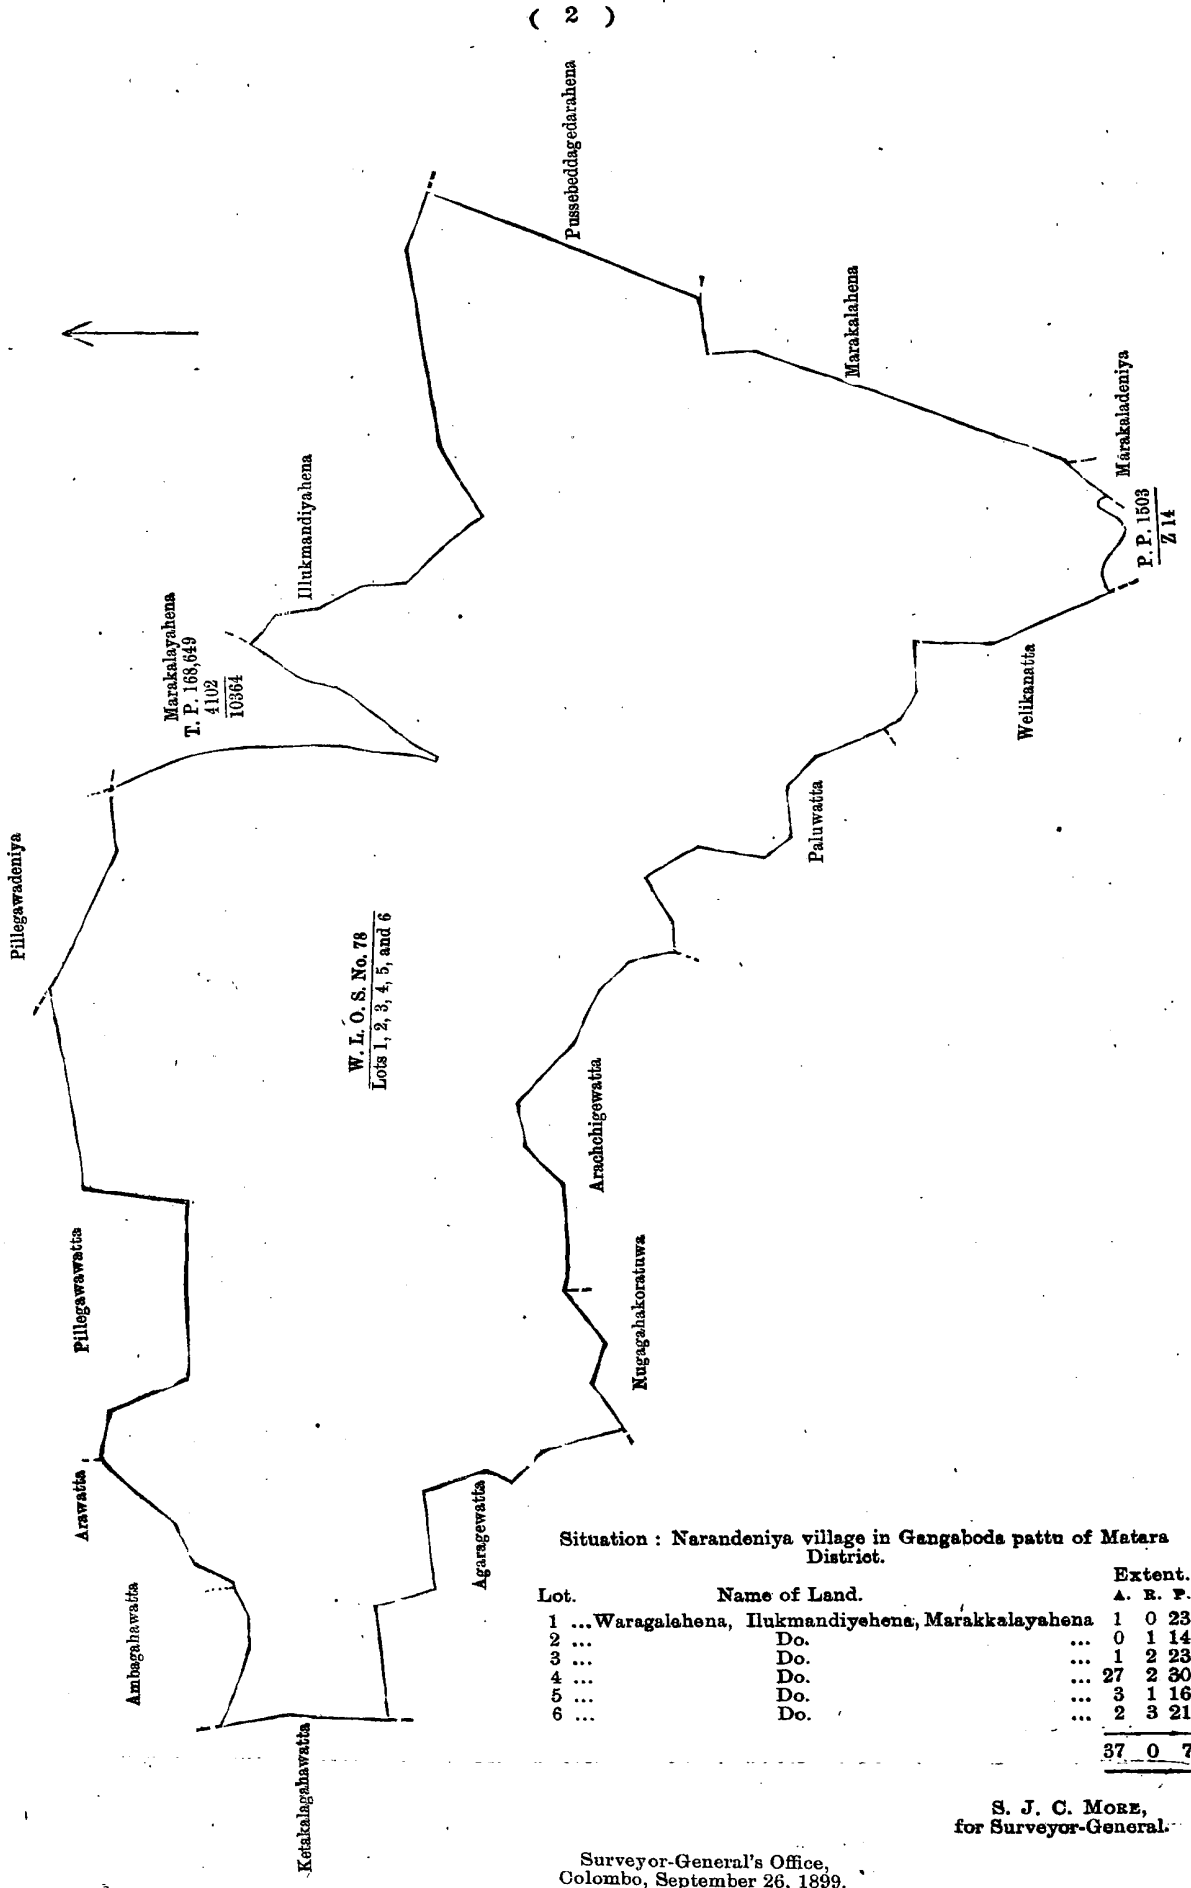 ( 2 )
Pussebeddagedarahena
Marakalahena
Marakaladeniya
P. P. 1503
Z 14
Illukmandiyahena
Marakalayahena
T. P. 168,649
4102
10364
Welikanatta
Paluwatta
Pillegawadeniya
W. L. O. S. No. 78
Lots 1, 2, 3, 4, 5, and 6
Arachchigewatta
Nugagahakoratuwa
Pillegawawatta
Arawatta
Agaragewatta
Ambagahawatta
Ketakalagahawatta
Situation : Narandeniya village in Gangaboda pattu of Matara
District.
Extent.
Lot. Name of Land. A. R. P.
1 ... Waragalahena, Ilukmandiyehena, Marakkalayahena 1 0 23
2 ... Do. ... 0 1 14
3 ... Do. ... 1 2 23
4 ... Do. ... 27 2 30
5 ... Do. ... 3 1 16
6 ... Do. ... 2 3 21
37 0 7
S. J. C. MORE,
for Surveyor-General.
Surveyor-General's Office,
Colombo, September 26, 1899.